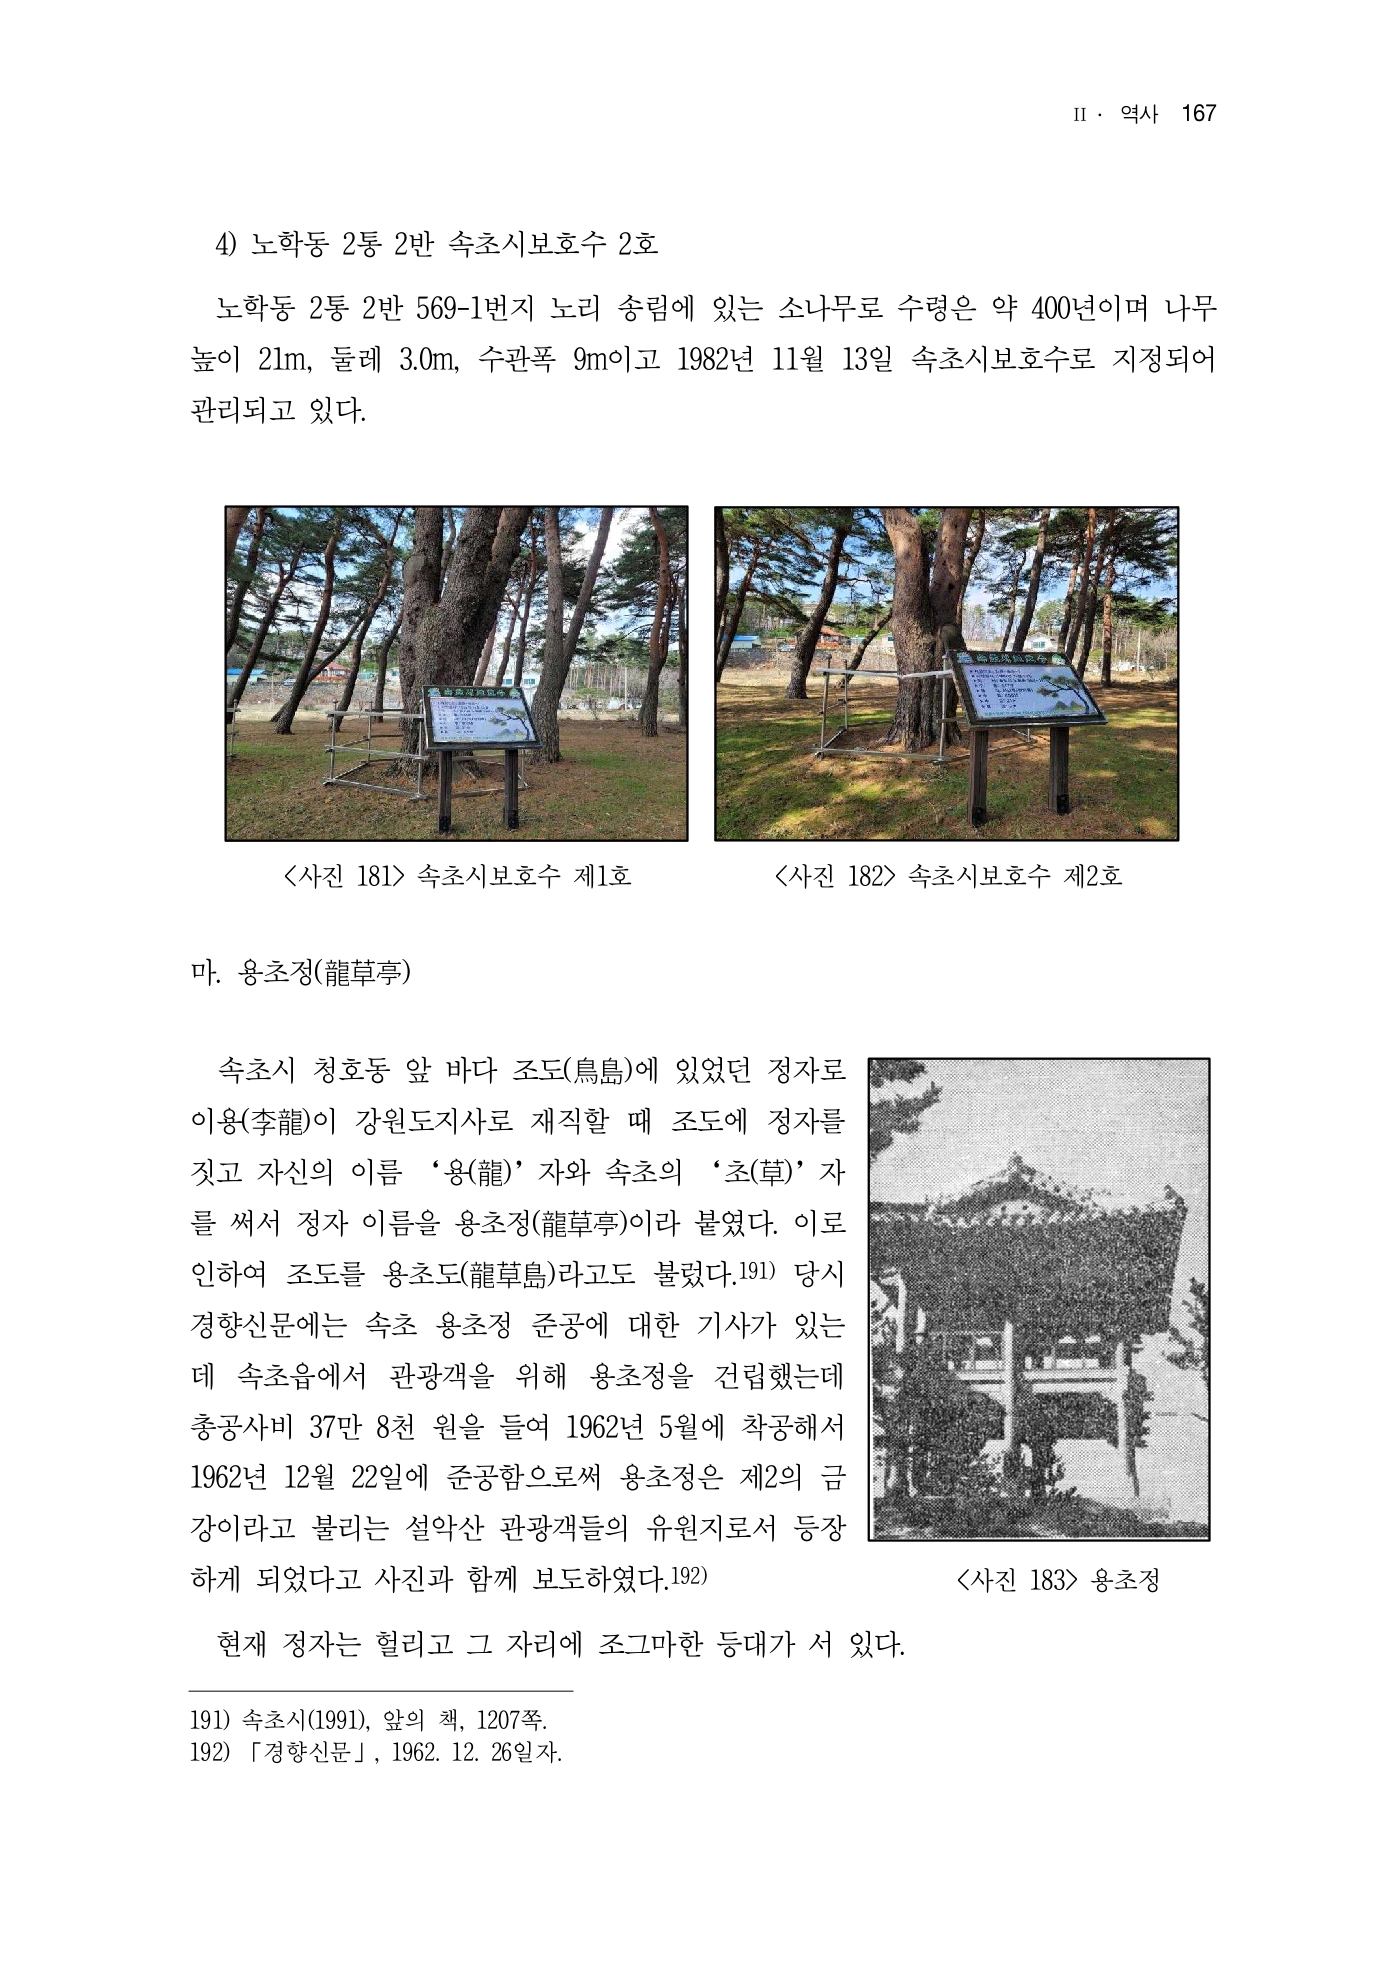 II · 역사 167
4) 노학동 2통 2반 속초시보호수 2호
노학동 2통 2반 569-1번지 노리 송림에 있는 소나무로 수령은 약 400년이며 나무
높이 21m, 둘레 3.0m, 수관폭 9m이고 1982년 11월 13일 속초시보호수로 지정되어
관리되고 있다.
<사진 181> 속초시보호수 제1호
<사진 182> 속초시보호수 제2호
마. 용초정(龍草亭)
속초시 청호동 앞 바다 조도(鳥島)에 있었던 정자로
이용(李龍)이 강원도지사로 재직할 때 조도에 정자를
짓고 자신의 이름 ‘용(龍)’자와 속초의 ‘초(草)’자
를 써서 정자 이름을 용초정(龍草亭)이라 붙였다. 이로
인하여 조도를 용초도(龍草島)라고도 불렀다.191) 당시
경향신문에는 속초 용초정 준공에 대한 기사가 있는
데 속초읍에서 관광객을 위해 용초정을 건립했는데
총공사비 37만 8천 원을 들여 1962년 5월에 착공해서
1962년 12월 22일에 준공함으로써 용초정은 제2의 금
강이라고 불리는 설악산 관광객들의 유원지로서 등장
하게 되었다고 사진과 함께 보도하였다.192)
<사진 183> 용초정
현재 정자는 헐리고 그 자리에 조그마한 등대가 서 있다.
191) 속초시(1991), 앞의 책, 1207쪽.
192) 「경향신문」, 1962. 12. 26일자.